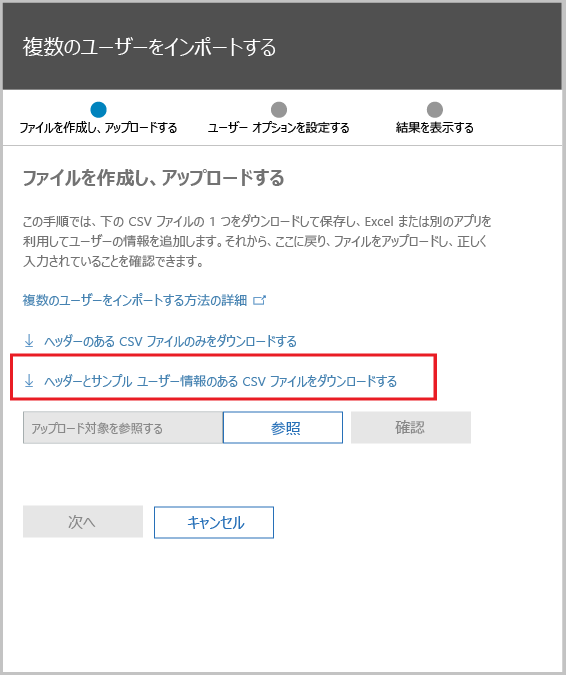 複数のユーザーをインポートする
ファイルを作成し、アップロードする
ユーザー オプションを設定する
結果を表示する
ファイルを作成し、アップロードする
この手順では、下の CSV ファイルの 1 つをダウンロードして保存し、Excel または別のアプリを
利用してユーザーの情報を追加します。それから、ここに戻り、ファイルをアップロードし、正しく
入力されていることを確認できます。
複数のユーザーをインポートする方法の詳細
ヘッダーのある CSV ファイルのみをダウンロードする
ヘッダーとサンプル ユーザー情報のある CSV ファイルをダウンロードする
アップロード対象を参照する
参照
確認
次へ
キャンセル